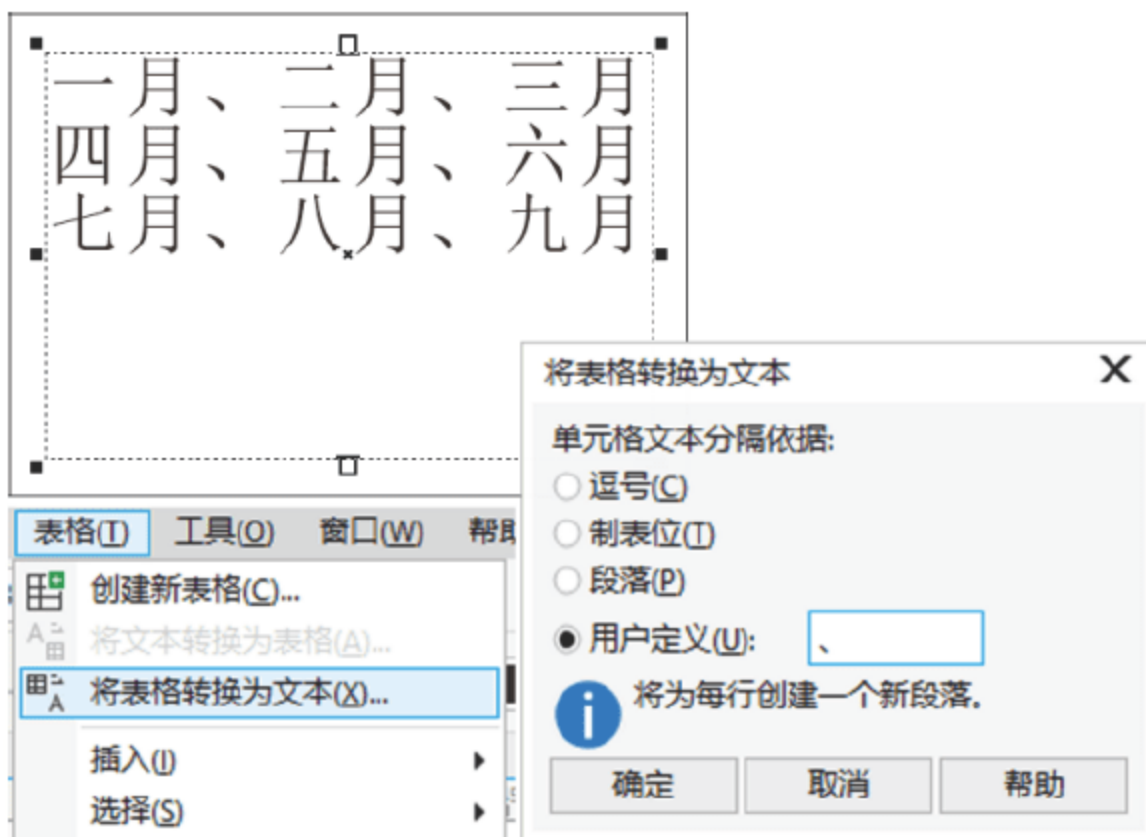 一月、二月、三月
四月、五月、六月
七月、八月、九月
将表格转换为文本
单元格文本分隔依据:
逗号(C)
制表位(T)
段落(P)
用户定义(U): 、
将为每行创建一个新段落。
确定 取消 帮助
表格(T) 工具(O) 窗口(W) 帮助
创建新表格(C)...
将文本转换为表格(A)...
将表格转换为文本(X)...
插入(I)
选择(S)